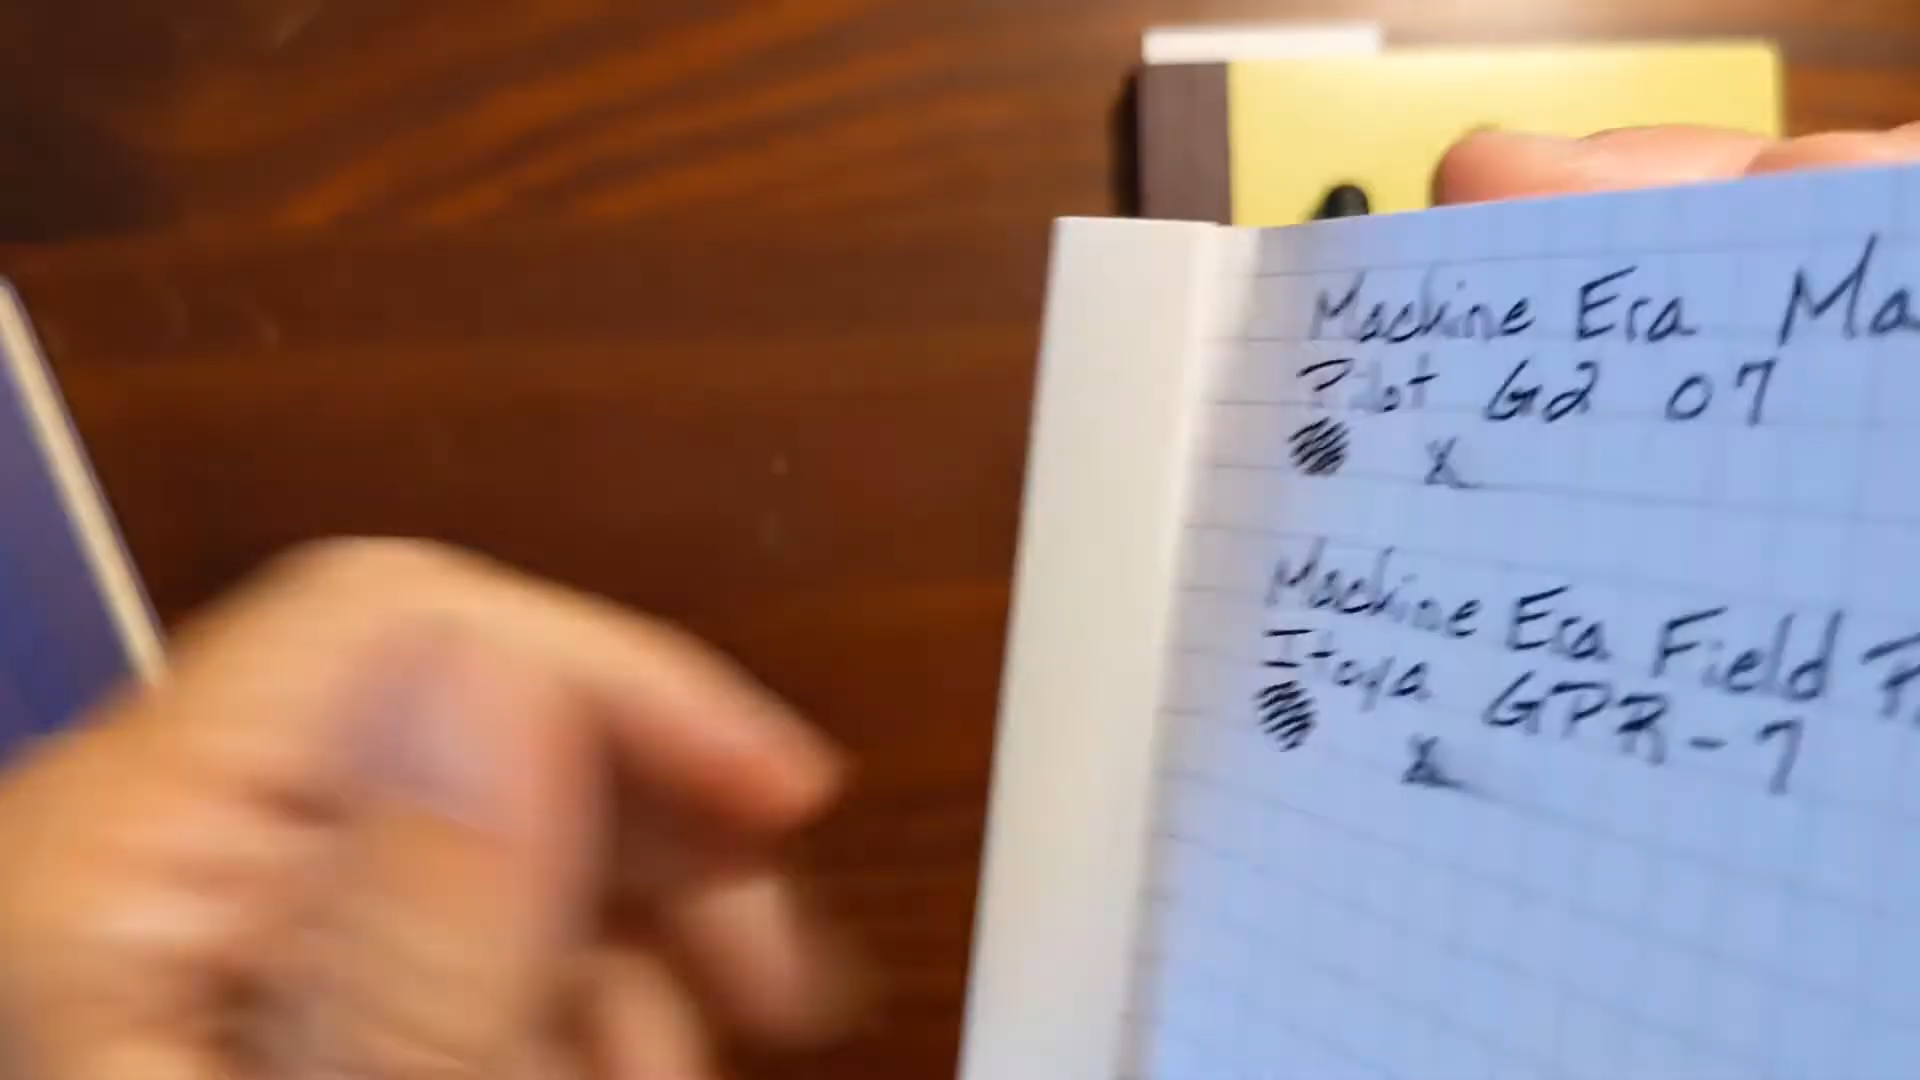 Machine Era Ma
Pilot G2 07
x
Machine Era Field P
Itoya GPR-7
x